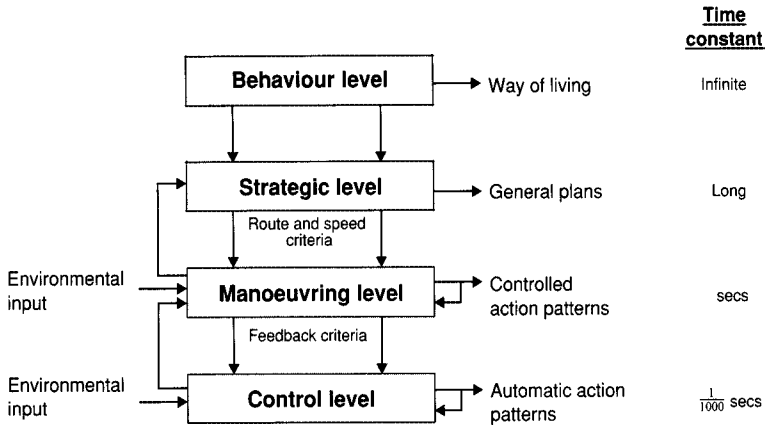 Time
constant
Behaviour level
Way of living
Infinite
Strategic level
General plans
Long
Route and speed
criteria
Environmental
input
Manoeuvring level
Controlled
action patterns
secs
Feedback criteria
Environmental
input
Control level
Automatic action
patterns
1/1000 secs